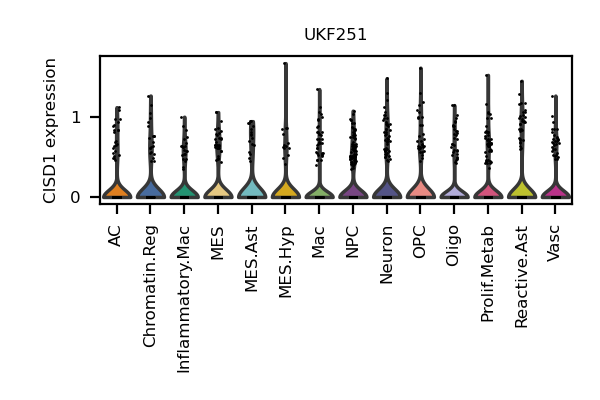 UKF251
CISD1 expression
1
0
AC
Chromatin.Reg
Inflammatory.Mac
MES
MES.Ast
MES.Hyp
Mac
NPC
Neuron
OPC
Oligo
Prolif.Metab
Reactive.Ast
Vasc